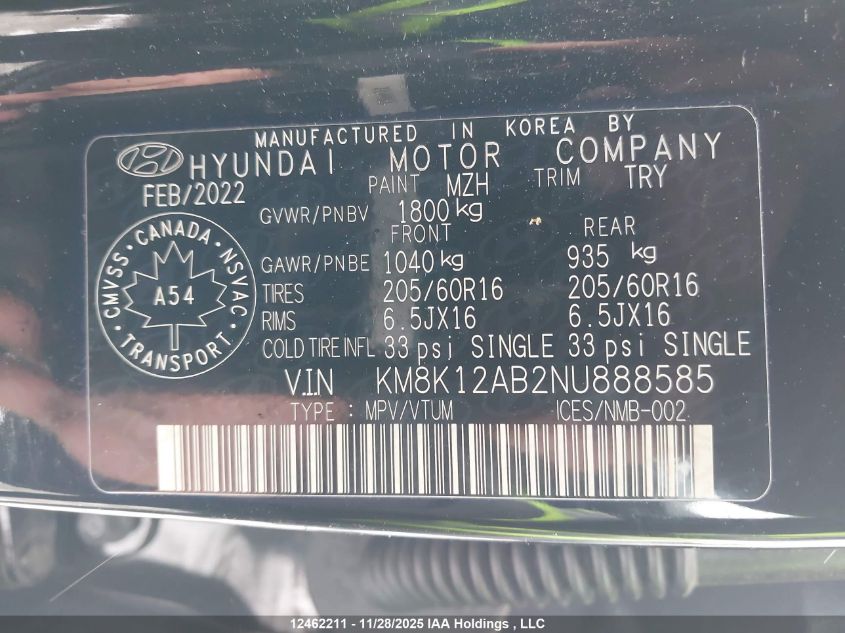 MANUFACTURED IN KOREA BY
HYUNDAI MOTOR COMPANY
FEB/2022 PAINT MZH TRIM TRY
GVWR/PNBV 1800 kg
FRONT REAR
GAWR/PNBE 1040 kg 935 kg
TIRES 205/60R16 205/60R16
RIMS 6.5JX16 6.5JX16
COLD TIRE INFL 33 psi SINGLE 33 psi SINGLE
V.I.N KM8K12AB2NU888585
TYPE : MPV/VTUM ICES/NMB-002
CMVSS · CANADA · NSVAC · TRANSPORT ·
A54
12462211 - 11/28/2025 IAA Holdings , LLC